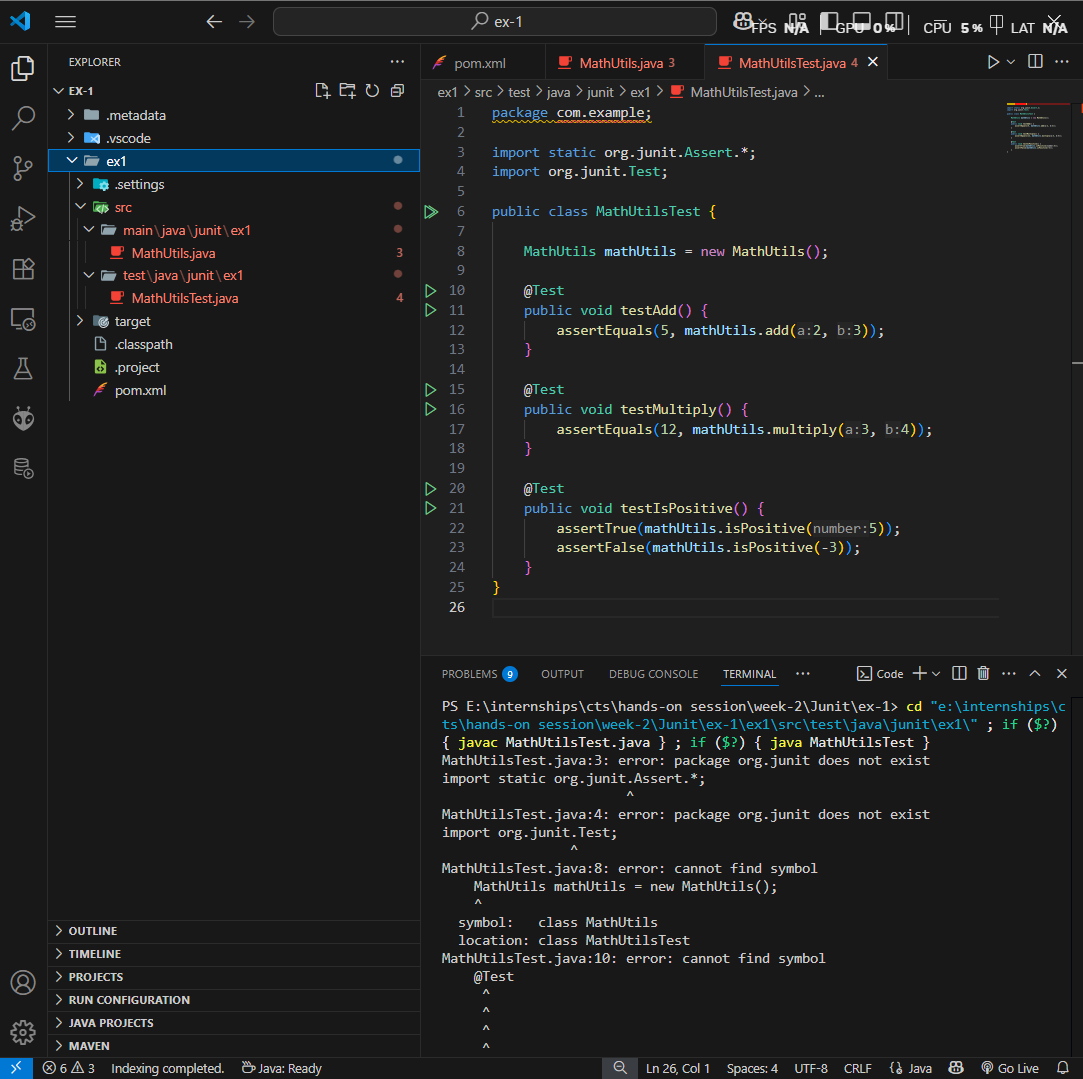 ex-1
FPS N/A GPU 0% CPU 5% LAT N/A
EXPLORER
EX-1
.metadata
.vscode
ex1
.settings
src
main\java\junit\ex1
MathUtils.java 3
test\java\junit\ex1
MathUtilsTest.java 4
target
.classpath
.project
pom.xml
OUTLINE
TIMELINE
PROJECTS
RUN CONFIGURATION
JAVA PROJECTS
MAVEN
pom.xml
MathUtils.java 3
MathUtilsTest.java 4
ex1 > src > test > java > junit > ex1 > MathUtilsTest.java > ...
1 package com.example;
2
3 import static org.junit.Assert.*;
4 import org.junit.Test;
5
6 public class MathUtilsTest {
7
8 MathUtils mathUtils = new MathUtils();
9
10 @Test
11 public void testAdd() {
12 assertEquals(5, mathUtils.add(a:2, b:3));
13 }
14
15 @Test
16 public void testMultiply() {
17 assertEquals(12, mathUtils.multiply(a:3, b:4));
18 }
19
20 @Test
21 public void testIsPositive() {
22 assertTrue(mathUtils.isPositive(number:5));
23 assertFalse(mathUtils.isPositive(-3));
24 }
25 }
26
PROBLEMS 9 OUTPUT DEBUG CONSOLE TERMINAL ... Code
PS E:\internships\cts\hands-on session\week-2\Junit\ex-1> cd "e:\internships\c
ts\hands-on session\week-2\Junit\ex-1\ex1\src\test\java\junit\ex1\" ; if ($?)
{ javac MathUtilsTest.java } ; if ($?) { java MathUtilsTest }
MathUtilsTest.java:3: error: package org.junit does not exist
import static org.junit.Assert.*;
^
MathUtilsTest.java:4: error: package org.junit does not exist
import org.junit.Test;
^
MathUtilsTest.java:8: error: cannot find symbol
MathUtils mathUtils = new MathUtils();
^
symbol: class MathUtils
location: class MathUtilsTest
MathUtilsTest.java:10: error: cannot find symbol
@Test
^
^
^
^
6 3 Indexing completed. Java: Ready Ln 26, Col 1 Spaces: 4 UTF-8 CRLF Java Go Live